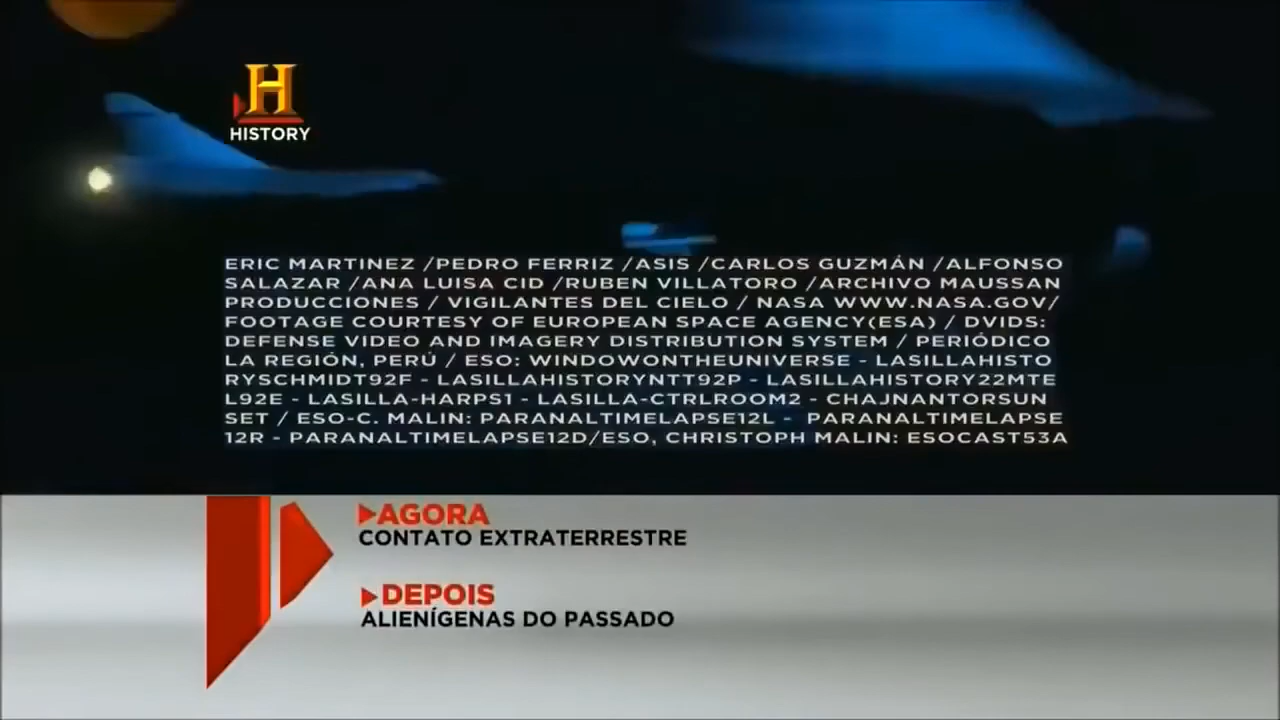 H
HISTORY
ERIC MARTINEZ /PEDRO FERRIZ /ASIS /CARLOS GUZMÁN /ALFONSO
SALAZAR /ANA LUISA CID /RUBEN VILLATORO /ARCHIVO MAUSSAN
PRODUCCIONES / VIGILANTES DEL CIELO / NASA WWW.NASA.GOV/
FOOTAGE COURTESY OF EUROPEAN SPACE AGENCY(ESA) / DVIDS:
DEFENSE VIDEO AND IMAGERY DISTRIBUTION SYSTEM / PERIÓDICO
LA REGIÓN, PERÚ / ESO: WINDOWONTHEUNIVERSE - LASILLAHISTO
RYSCHMIDT92F - LASILLAHISTORYNTT92P - LASILLAHISTORY22MTE
L92E - LASILLA-HARPS1 - LASILLA-CTRLROOM2 - CHAJNANTORSUN
SET / ESO-C. MALIN: PARANALTIMELAPSE12L - PARANALTIMELAPSE
12R - PARANALTIMELAPSE12D/ESO, CHRISTOPH MALIN: ESOCAST53A
AGORA
CONTATO EXTRATERRESTRE
DEPOIS
ALIENÍGENAS DO PASSADO